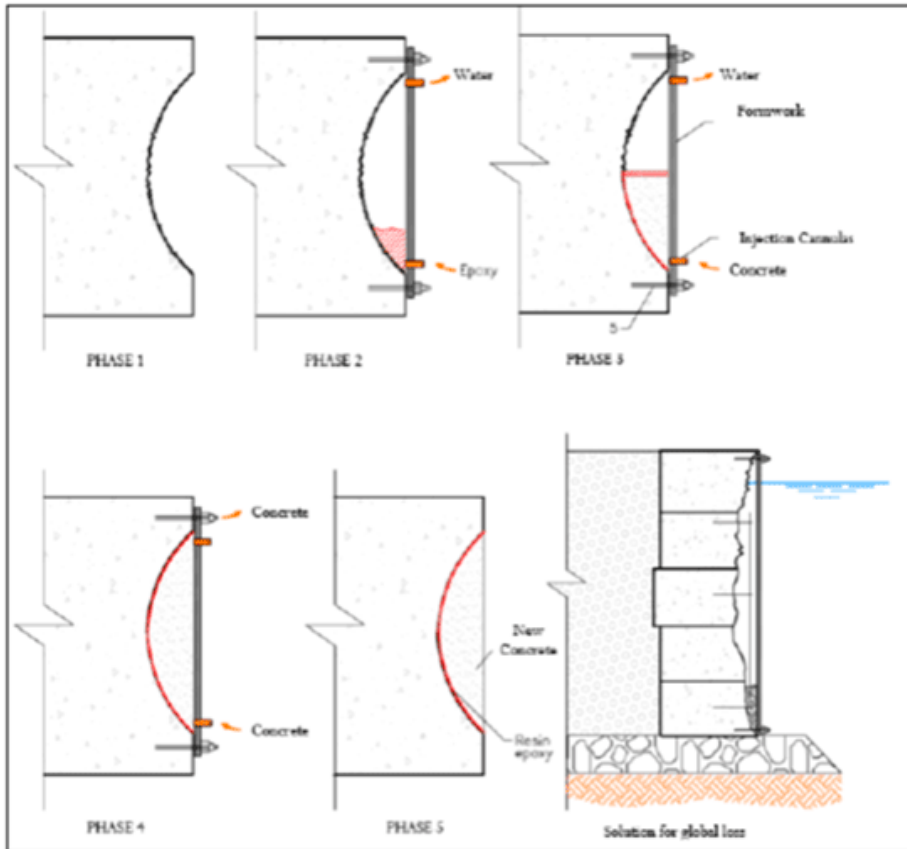 Water
Epoxy
Water
Formwork
Injection Cannulas
Concrete
5
PHASE 1
PHASE 2
PHASE 3
Concrete
Concrete
New
Concrete
Resin
epoxy
PHASE 4
PHASE 5
Solution for global loss